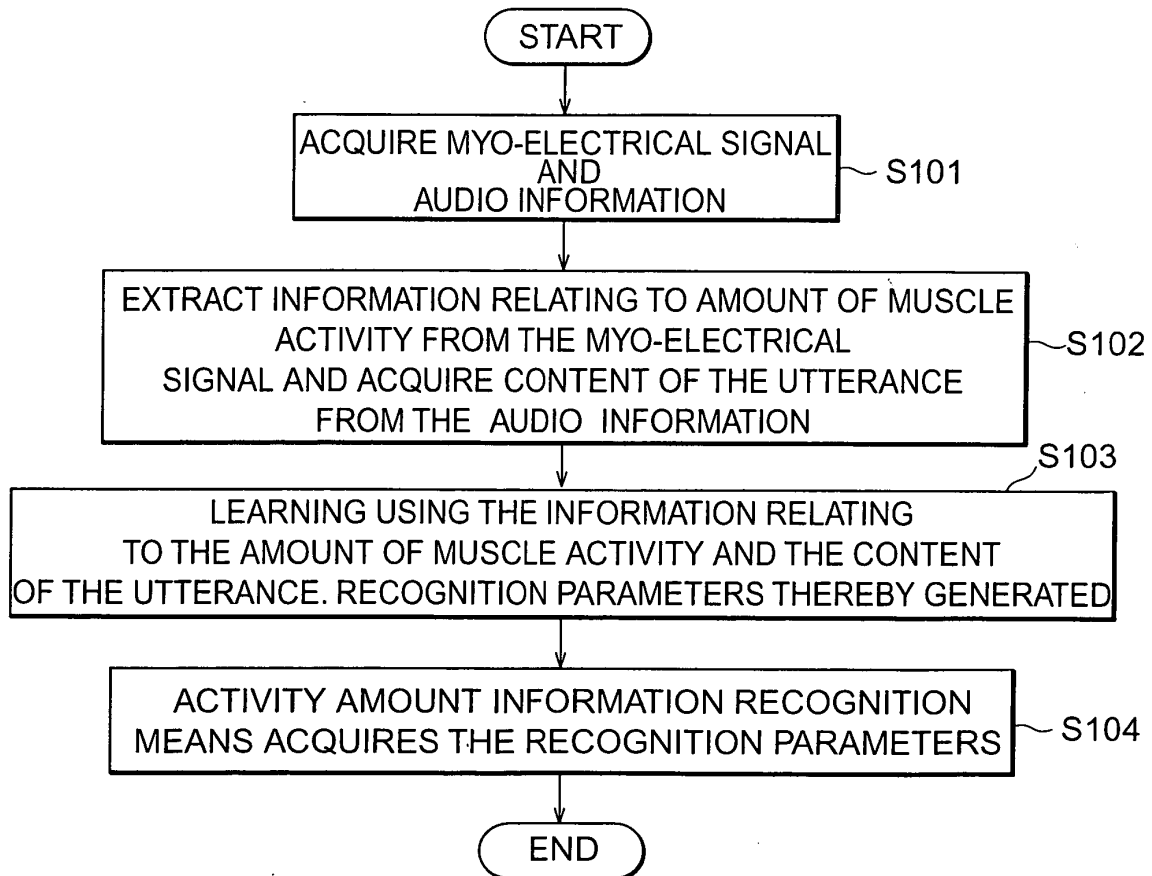 START
ACQUIRE MYO-ELECTRICAL SIGNAL
AND
AUDIO INFORMATION
S101
EXTRACT INFORMATION RELATING TO AMOUNT OF MUSCLE
ACTIVITY FROM THE MYO-ELECTRICAL
SIGNAL AND ACQUIRE CONTENT OF THE UTTERANCE
FROM THE AUDIO INFORMATION
S102
S103
LEARNING USING THE INFORMATION RELATING
TO THE AMOUNT OF MUSCLE ACTIVITY AND THE CONTENT
OF THE UTTERANCE. RECOGNITION PARAMETERS THEREBY GENERATED
ACTIVITY AMOUNT INFORMATION RECOGNITION
MEANS ACQUIRES THE RECOGNITION PARAMETERS
S104
END